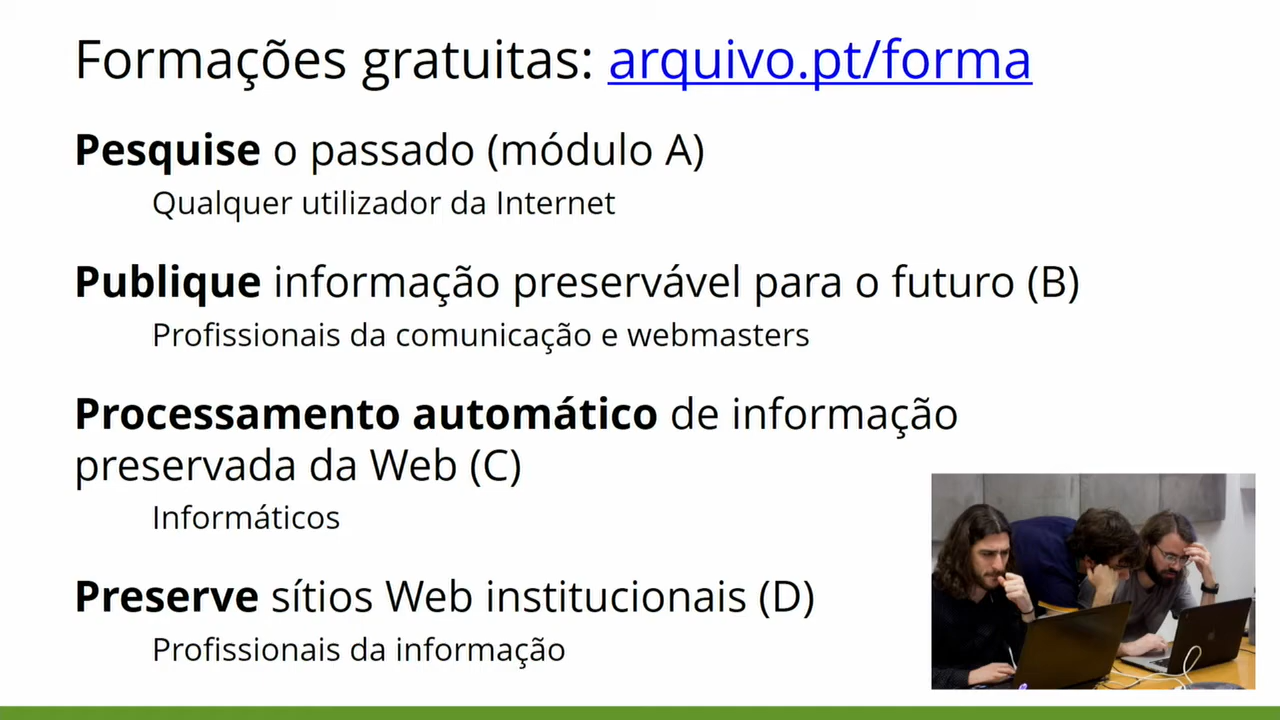 Formações gratuitas: arquivo.pt/forma
Pesquise o passado (módulo A)
Qualquer utilizador da Internet
Publique informação preservável para o futuro (B)
Profissionais da comunicação e webmasters
Processamento automático de informação
preservada da Web (C)
Informáticos
Preserve sítios Web institucionais (D)
Profissionais da informação